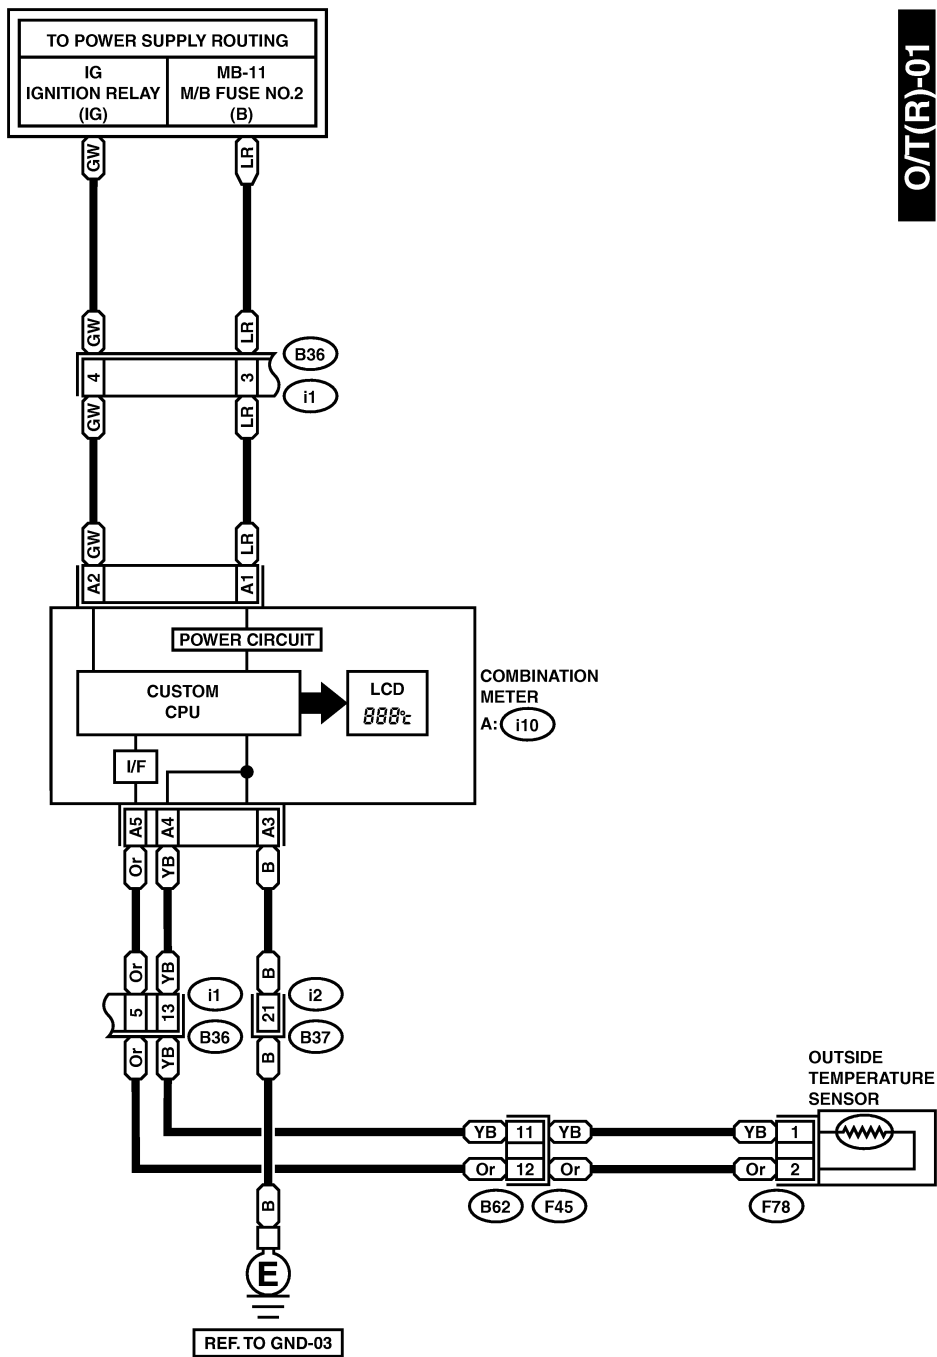 TO POWER SUPPLY ROUTING
IG
IGNITION RELAY
(IG)
MB-11
M/B FUSE NO.2
(B)
O/T(R)-01
GW
LR
GW
LR
B36
4
3
i1
GW
LR
GW
LR
A2
A1
POWER CIRCUIT
CUSTOM
CPU
LCD
888°c
COMBINATION
METER
A: i10
I/F
A5
A4
A3
Or
YB
B
Or
YB
B
i1
i2
5
13
21
B36
B37
Or
YB
B
OUTSIDE
TEMPERATURE
SENSOR
YB
11
YB
YB
1
Or
12
Or
Or
2
B62
F45
F78
B
E
REF. TO GND-03